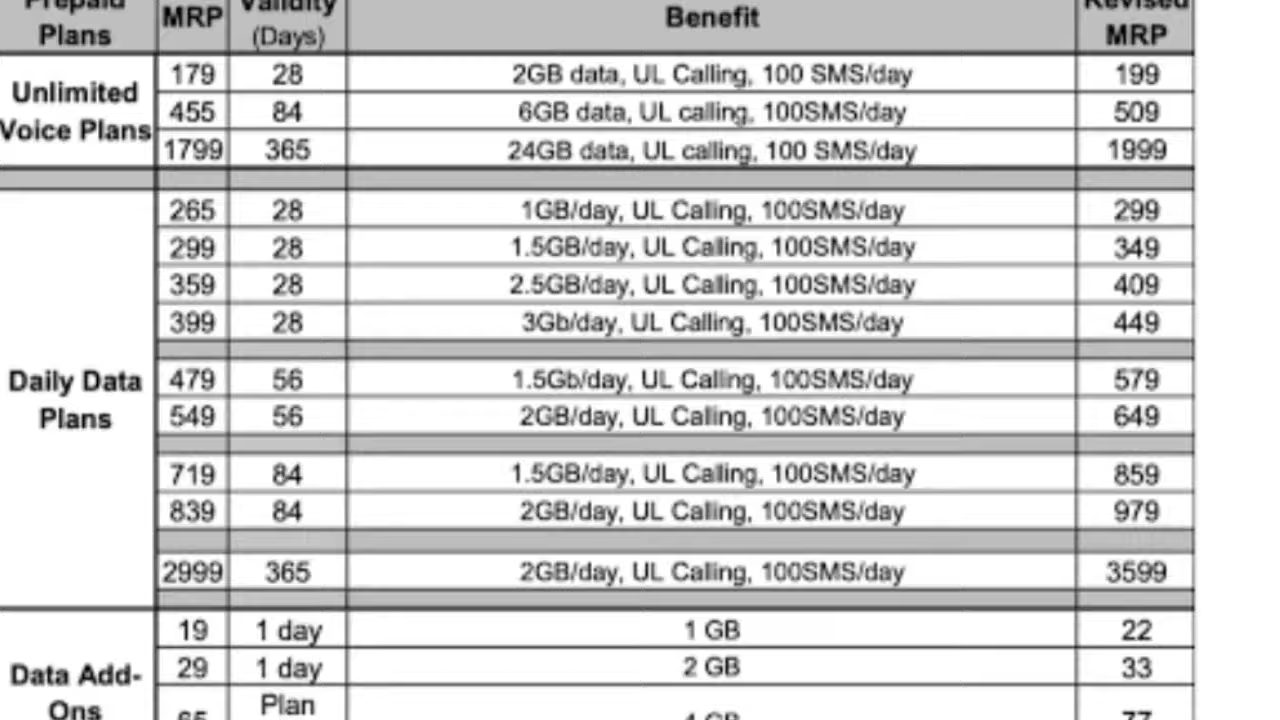 Prepaid Plans MRP Validity (Days) Benefit Revised MRP
Unlimited Voice Plans
179 28 2GB data, UL Calling, 100 SMS/day 199
455 84 6GB data, UL calling, 100SMS/day 509
1799 365 24GB data, UL calling, 100 SMS/day 1999
Daily Data Plans
265 28 1GB/day, UL Calling, 100SMS/day 299
299 28 1.5GB/day, UL Calling, 100SMS/day 349
359 28 2.5GB/day, UL Calling, 100SMS/day 409
399 28 3Gb/day, UL Calling, 100SMS/day 449
479 56 1.5Gb/day, UL Calling, 100SMS/day 579
549 56 2GB/day, UL Calling, 100SMS/day 649
719 84 1.5GB/day, UL Calling, 100SMS/day 859
839 84 2GB/day, UL Calling, 100SMS/day 979
2999 365 2GB/day, UL Calling, 100SMS/day 3599
Data Add-Ons
19 1 day 1 GB 22
29 1 day 2 GB 33
65 Plan 4 GB 77